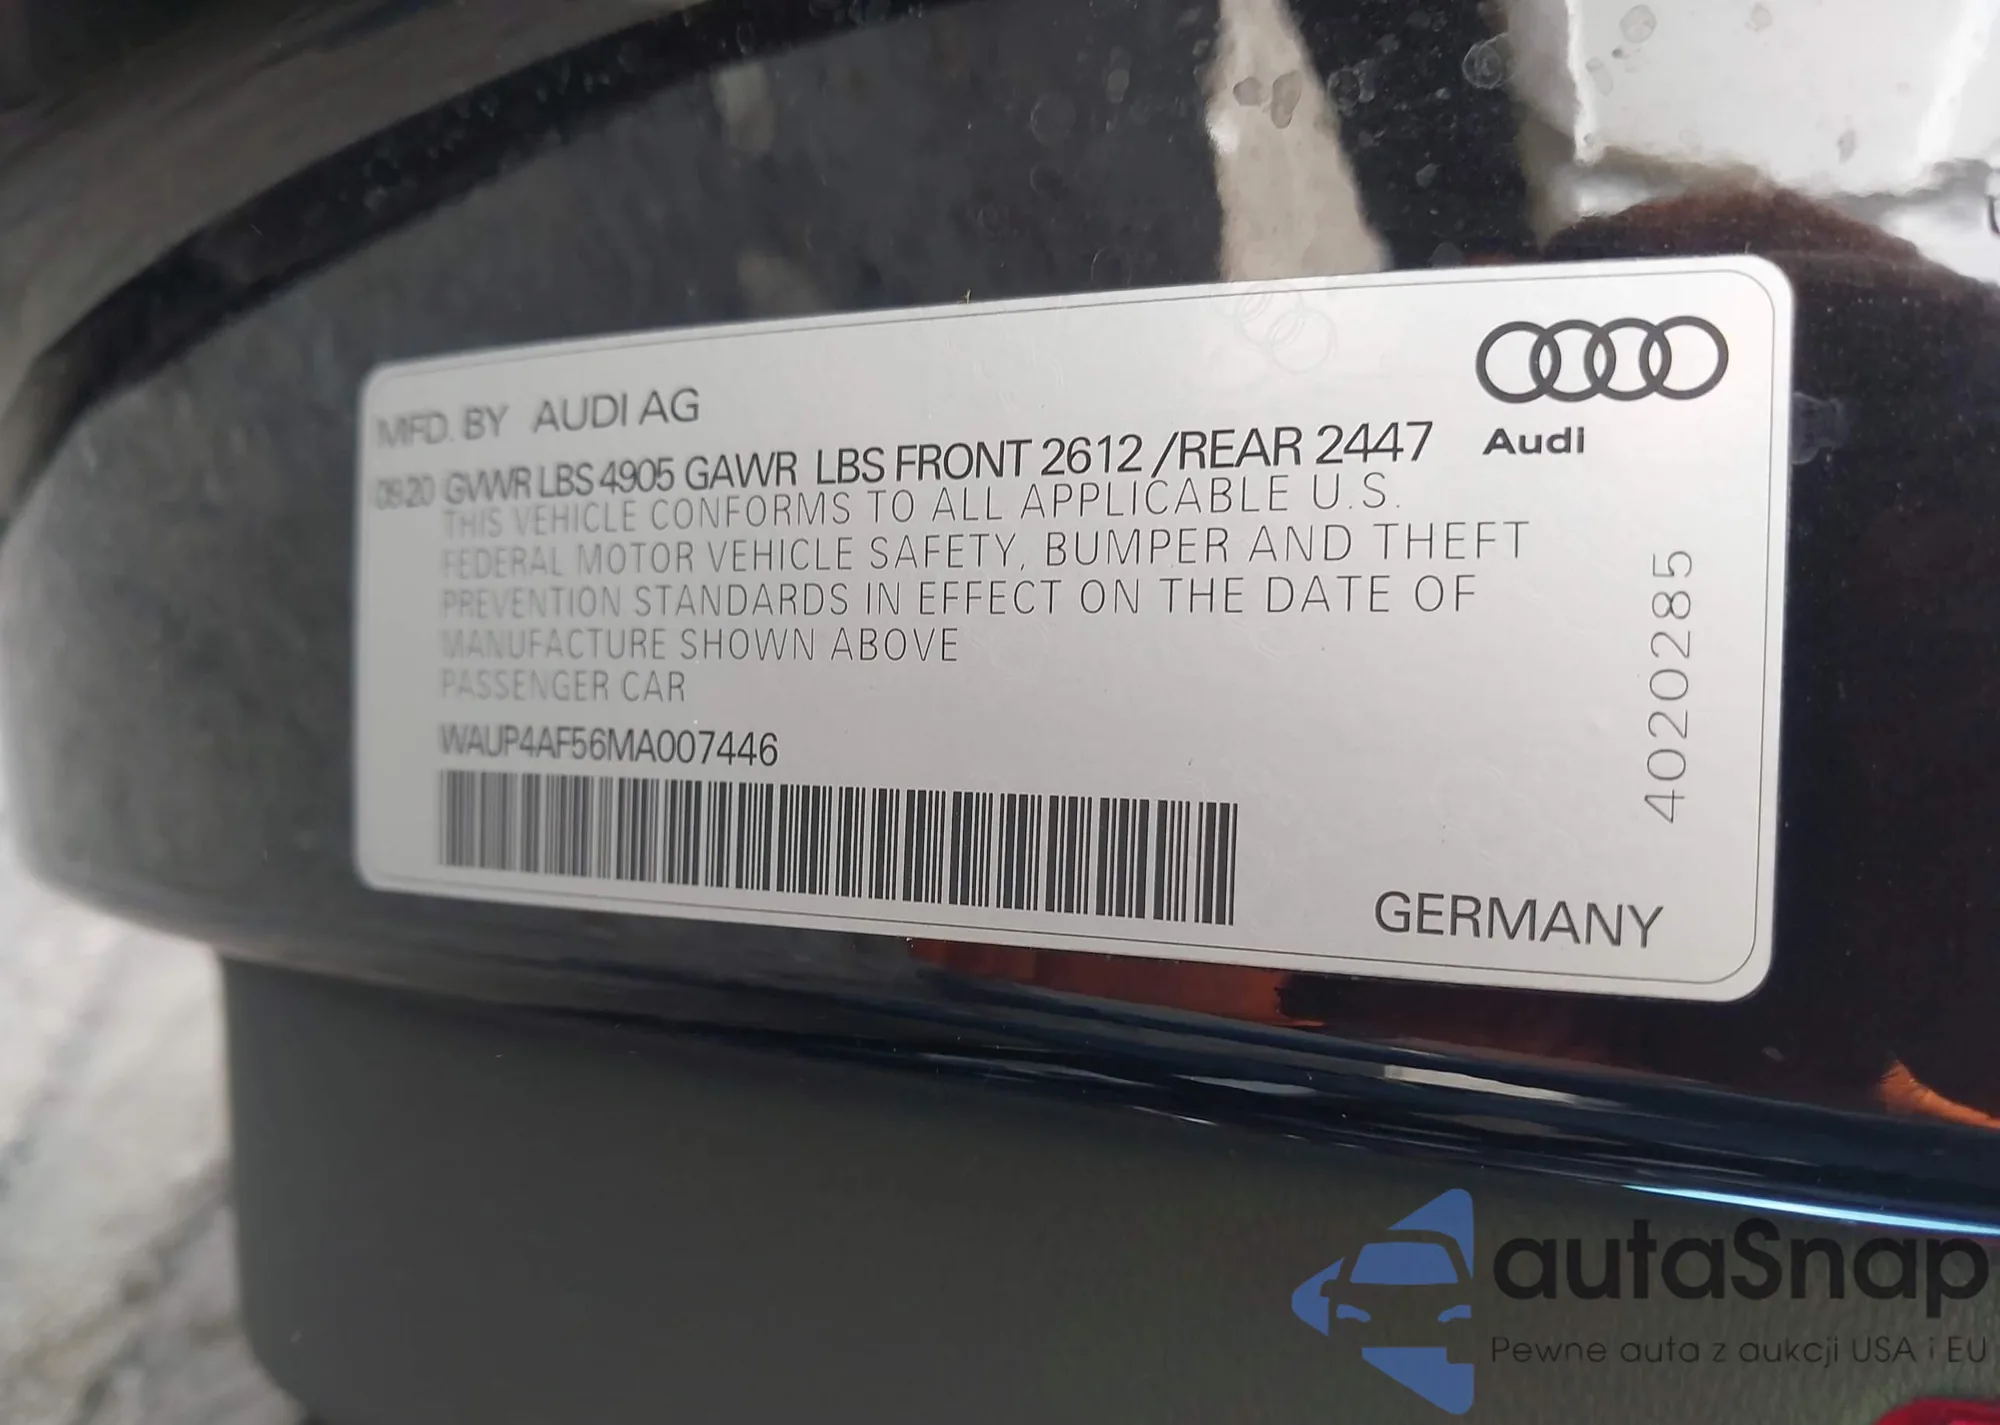 MFD. BY AUDI AG
09.20 GVWR LBS 4905 GAWR LBS FRONT 2612 /REAR 2447
Audi
THIS VEHICLE CONFORMS TO ALL APPLICABLE U.S.
FEDERAL MOTOR VEHICLE SAFETY, BUMPER AND THEFT
PREVENTION STANDARDS IN EFFECT ON THE DATE OF
MANUFACTURE SHOWN ABOVE
PASSENGER CAR
WAUP4AF56MA007446
4020285
GERMANY
autaSnap
Pewne auta z aukcji USA i EU